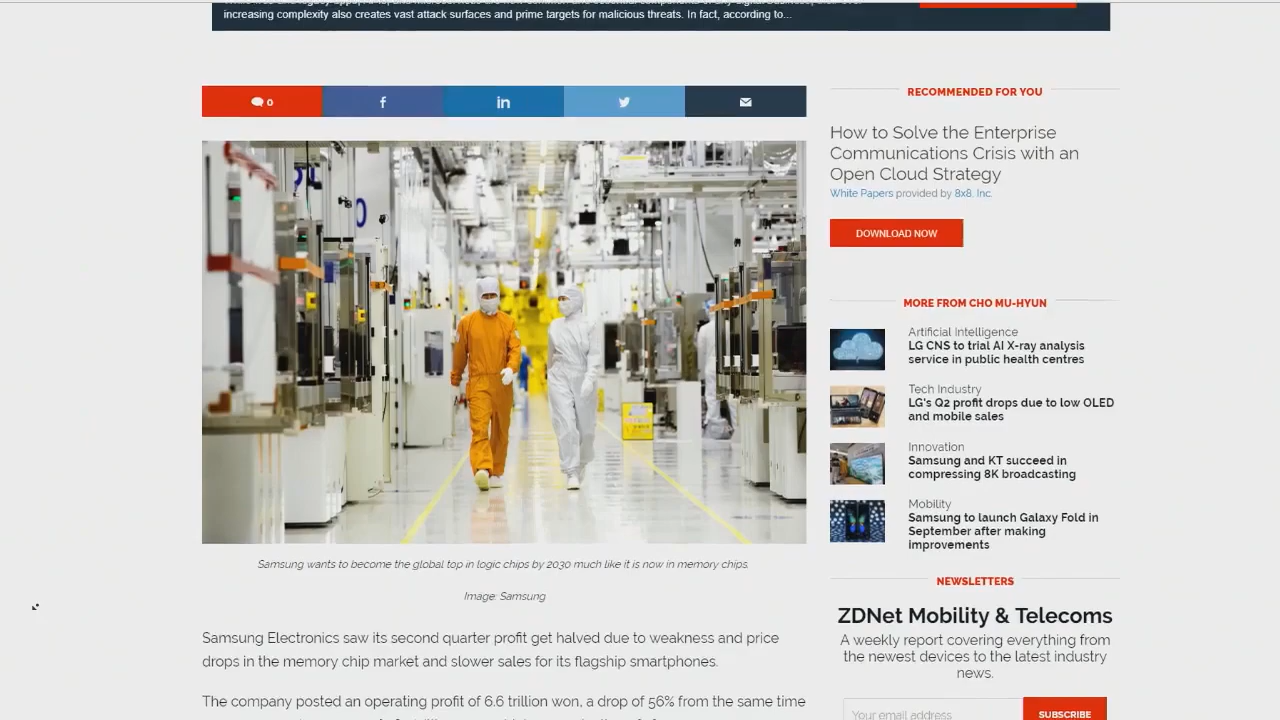 increasing complexity also creates vast attack surfaces and prime targets for malicious threats. In fact, according to...
0
f
in
RECOMMENDED FOR YOU
How to Solve the Enterprise
Communications Crisis with an
Open Cloud Strategy
White Papers provided by 8x8, Inc.
DOWNLOAD NOW
MORE FROM CHO MU-HYUN
Artificial Intelligence
LG CNS to trial AI X-ray analysis
service in public health centres
Tech Industry
LG's Q2 profit drops due to low OLED
and mobile sales
Innovation
Samsung and KT succeed in
compressing 8K broadcasting
Mobility
Samsung to launch Galaxy Fold in
September after making
improvements
Samsung wants to become the global top in logic chips by 2030 much like it is now in memory chips.
Image: Samsung
NEWSLETTERS
ZDNet Mobility & Telecoms
A weekly report covering everything from
the newest devices to the latest industry
news.
Your email address
SUBSCRIBE
Samsung Electronics saw its second quarter profit get halved due to weakness and price
drops in the memory chip market and slower sales for its flagship smartphones.
The company posted an operating profit of 6.6 trillion won, a drop of 56% from the same time